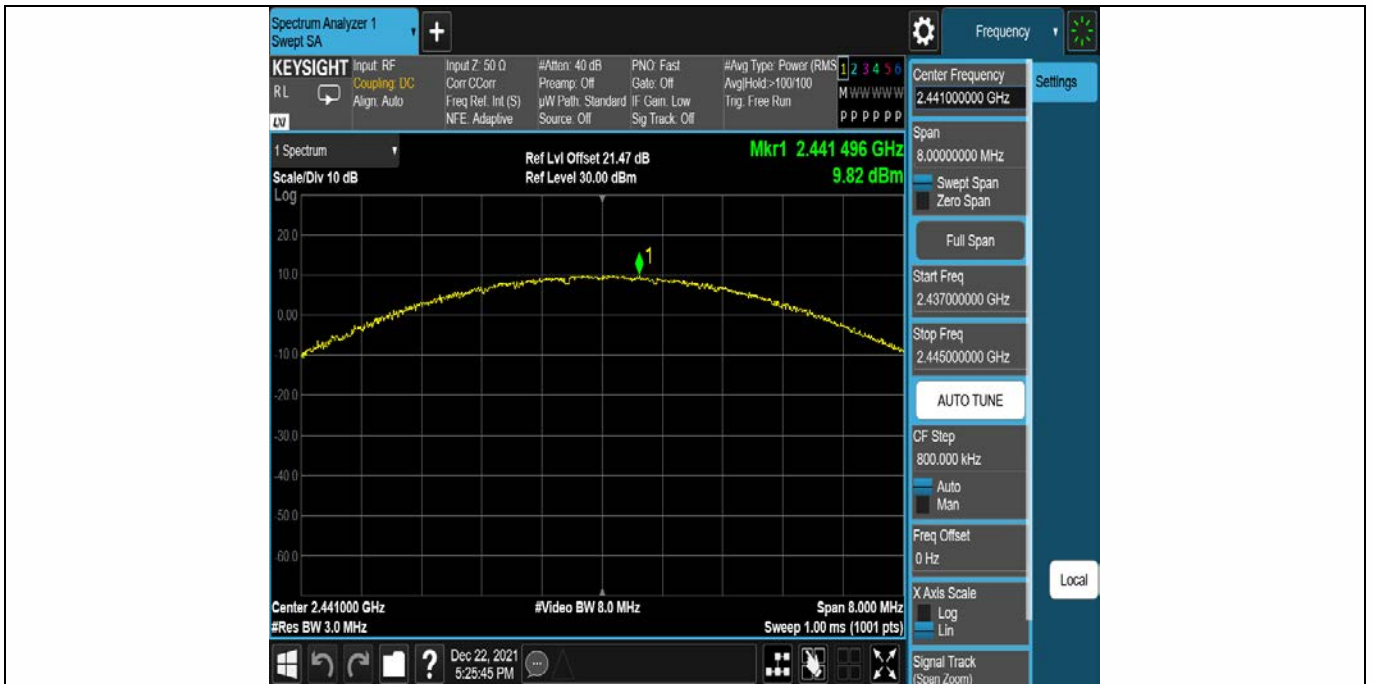 Spectrum Analyzer 1
Swept SA
+
Frequency
KEYSIGHT
RL
LV
Input: RF
Coupling: DC
Align: Auto
Input Z: 50 Ω
Corr CCorr
Freq Ref: Int (S)
NFE: Adaptive
#Atten: 40 dB
Preamp: Off
µW Path: Standard
Source: Off
PNO: Fast
Gate: Off
IF Gain: Low
Sig Track: Off
#Avg Type: Power (RMS
Avg|Hold:>100/100
Trig: Free Run
1 2 3 4 5 6
M W W W W W
P P P P P P
1 Spectrum
Scale/Div 10 dB
Log
Ref Lvl Offset 21.47 dB
Ref Level 30.00 dBm
Mkr1 2.441 496 GHz
9.82 dBm
1
20.0
10.0
0.00
-10.0
-20.0
-30.0
-40.0
-50.0
-60.0
Center 2.441000 GHz
#Res BW 3.0 MHz
#Video BW 8.0 MHz
Span 8.000 MHz
Sweep 1.00 ms (1001 pts)
?
Dec 22, 2021
5:25:45 PM
Center Frequency
2.441000000 GHz
Span
8.00000000 MHz
Swept Span
Zero Span
Full Span
Start Freq
2.437000000 GHz
Stop Freq
2.445000000 GHz
AUTO TUNE
CF Step
800.000 kHz
Auto
Man
Freq Offset
0 Hz
X Axis Scale
Log
Lin
Signal Track
(Span Zoom)
Settings
Local